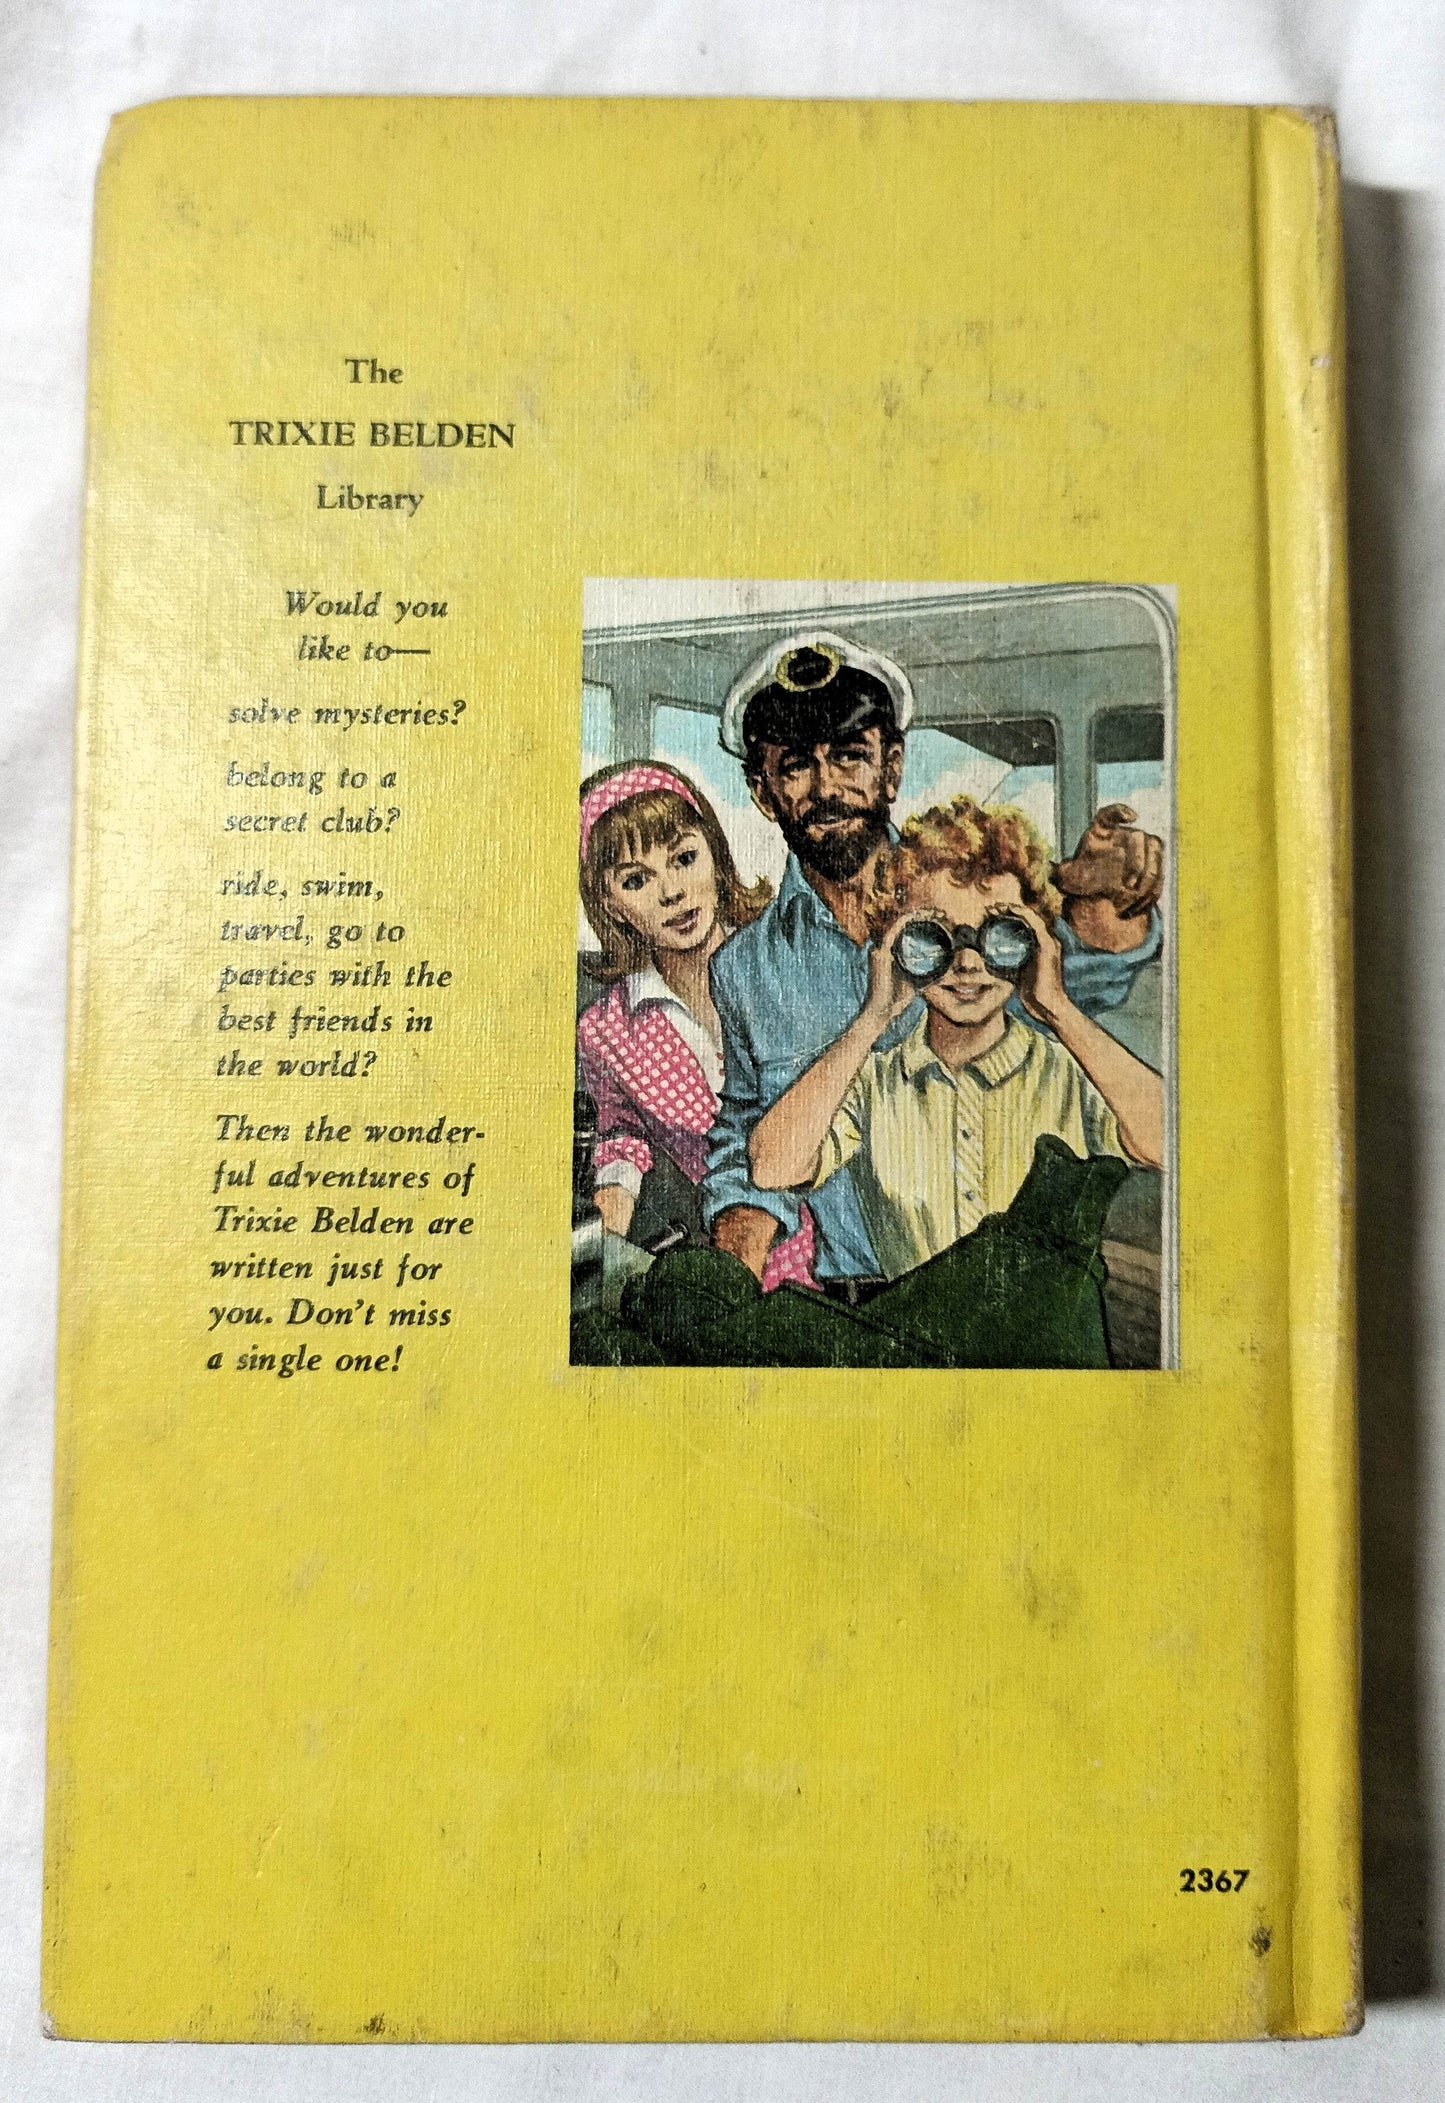 The
TRIXIE BELDEN
Library
Would you
like to—
solve mysteries?
belong to a
secret club?
ride, swim,
travel, go to
parties with the
best friends in
the world?
Then the wonder-
ful adventures of
Trixie Belden are
written just for
you. Don't miss
a single one!
2367